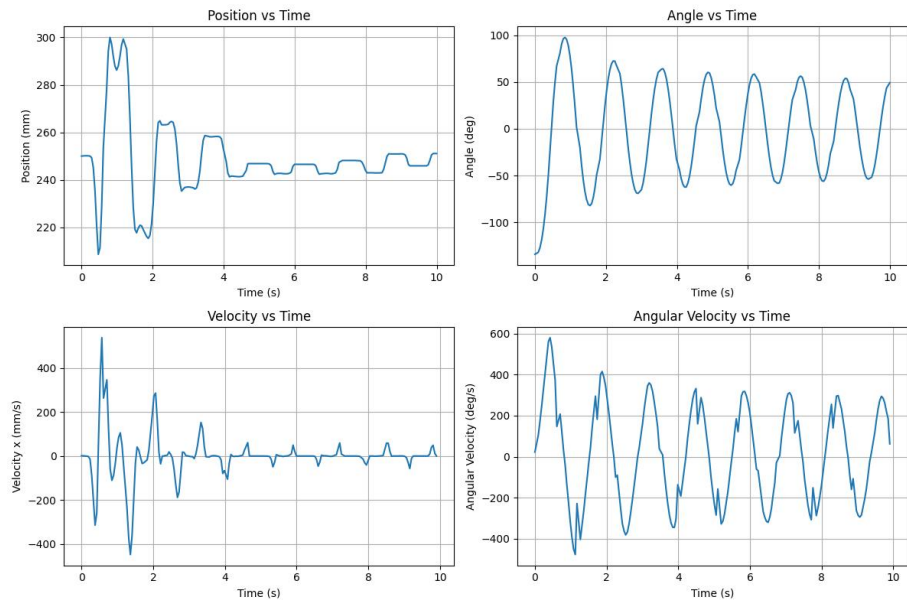 Position vs Time
Position (mm)
300
280
260
240
220
0 2 4 6 8 10
Time (s)
Angle vs Time
Angle (deg)
100
50
0
−50
−100
0 2 4 6 8 10
Time (s)
Velocity vs Time
Velocity x (mm/s)
400
200
0
−200
−400
0 2 4 6 8 10
Time (s)
Angular Velocity vs Time
Angular Velocity (deg/s)
600
400
200
0
−200
−400
0 2 4 6 8 10
Time (s)